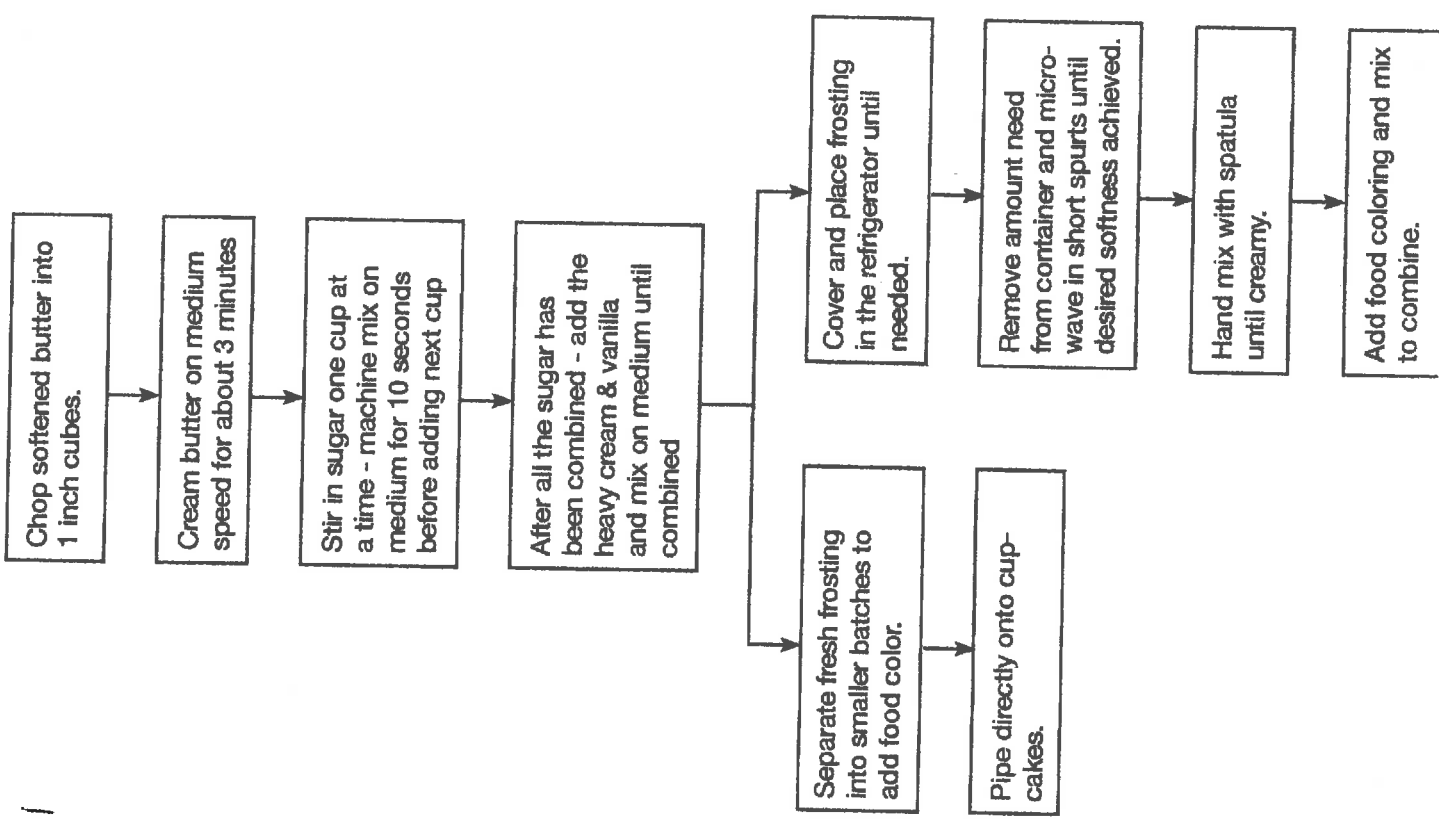 Chop softened butter into
1 inch cubes.
Cream butter on medium
speed for about 3 minutes
Stir in sugar one cup at
a time - machine mix on
medium for 10 seconds
before adding next cup
After all the sugar has
been combined - add the
heavy cream & vanilla
and mix on medium until
combined
Separate fresh frosting
into smaller batches to
add food color.
Pipe directly onto cup-
cakes.
Cover and place frosting
in the refrigerator until
needed.
Remove amount need
from container and micro-
wave in short spurts until
desired softness achieved.
Hand mix with spatula
until creamy.
Add food coloring and mix
to combine.